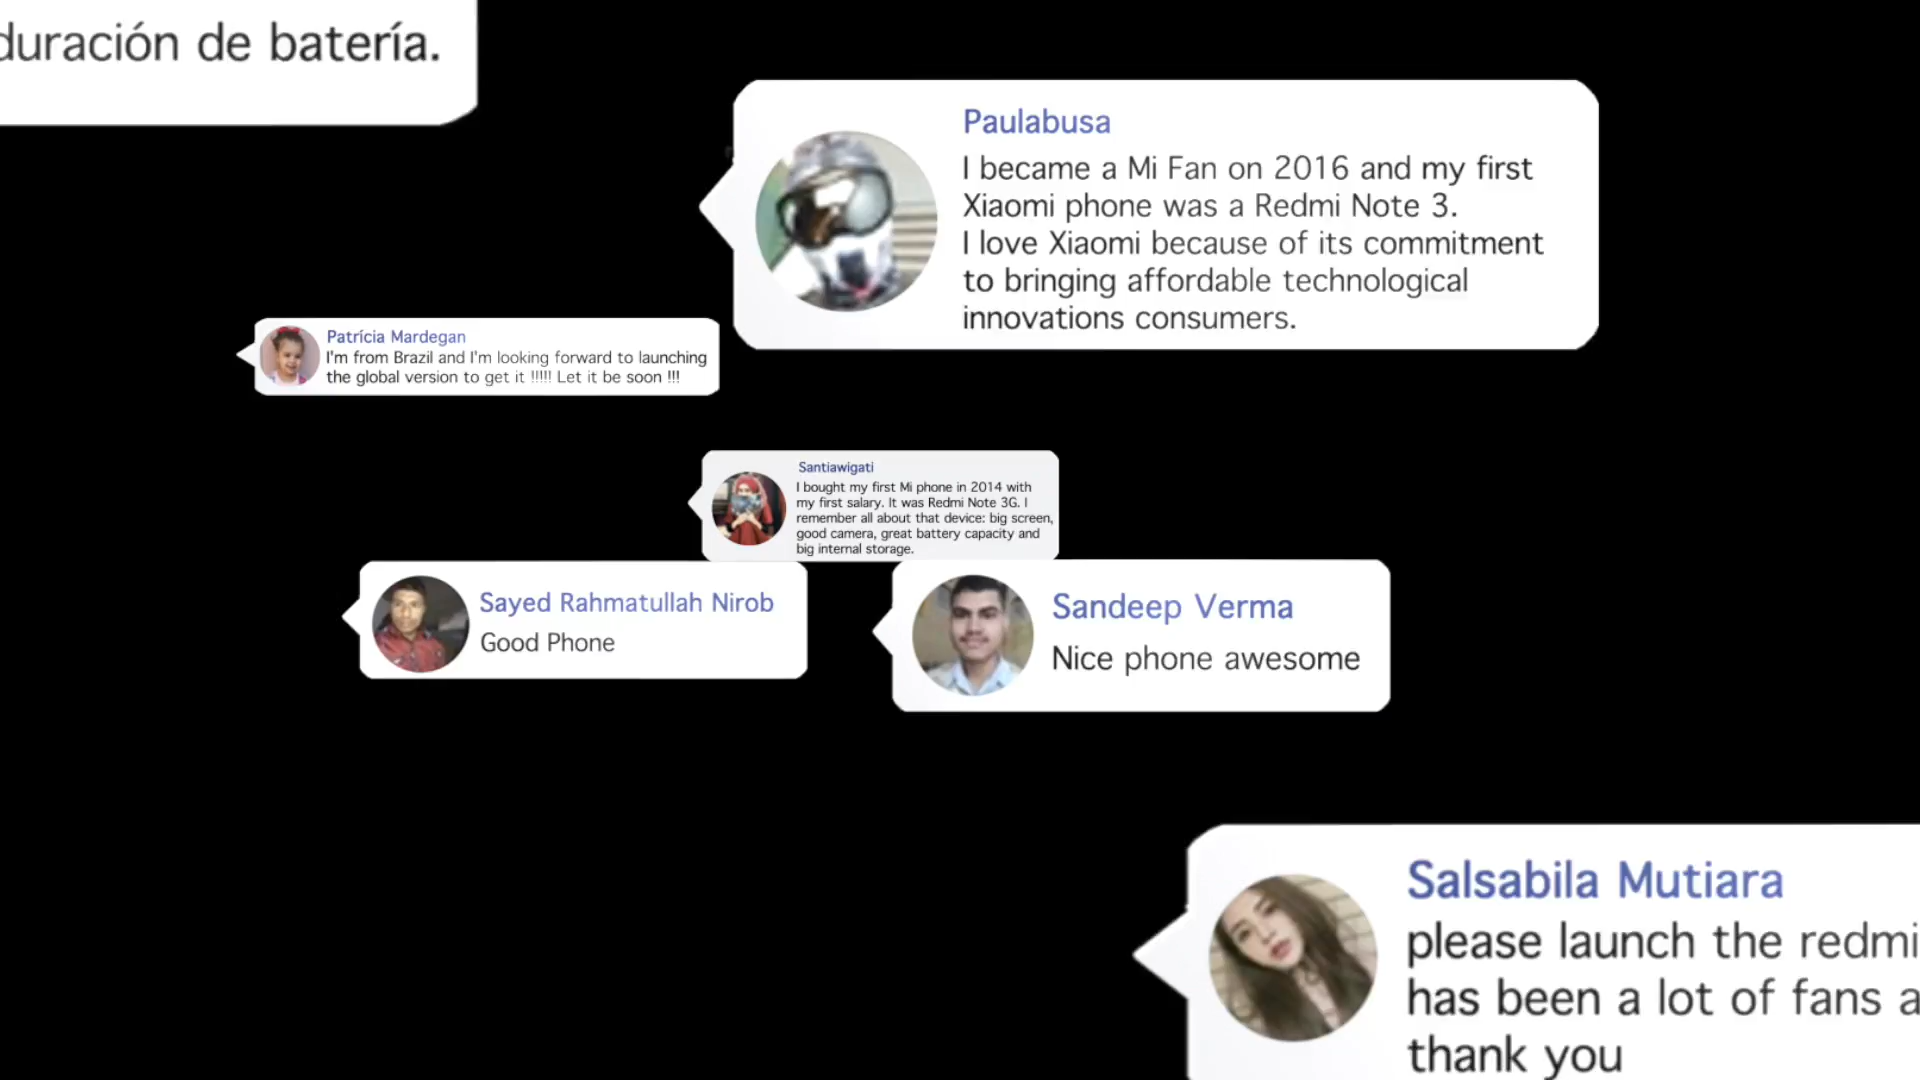 duración de batería.
Paulabusa
I became a Mi Fan on 2016 and my first
Xiaomi phone was a Redmi Note 3.
I love Xiaomi because of its commitment
to bringing affordable technological
innovations consumers.
Patrícia Mardegan
I'm from Brazil and I'm looking forward to launching
the global version to get it !!!!! Let it be soon !!!
Santiawigati
I bought my first Mi phone in 2014 with
my first salary. It was Redmi Note 3G. I
remember all about that device: big screen,
good camera, great battery capacity and
big internal storage.
Sayed Rahmatullah Nirob
Good Phone
Sandeep Verma
Nice phone awesome
Salsabila Mutiara
please launch the redmi
has been a lot of fans a
thank you